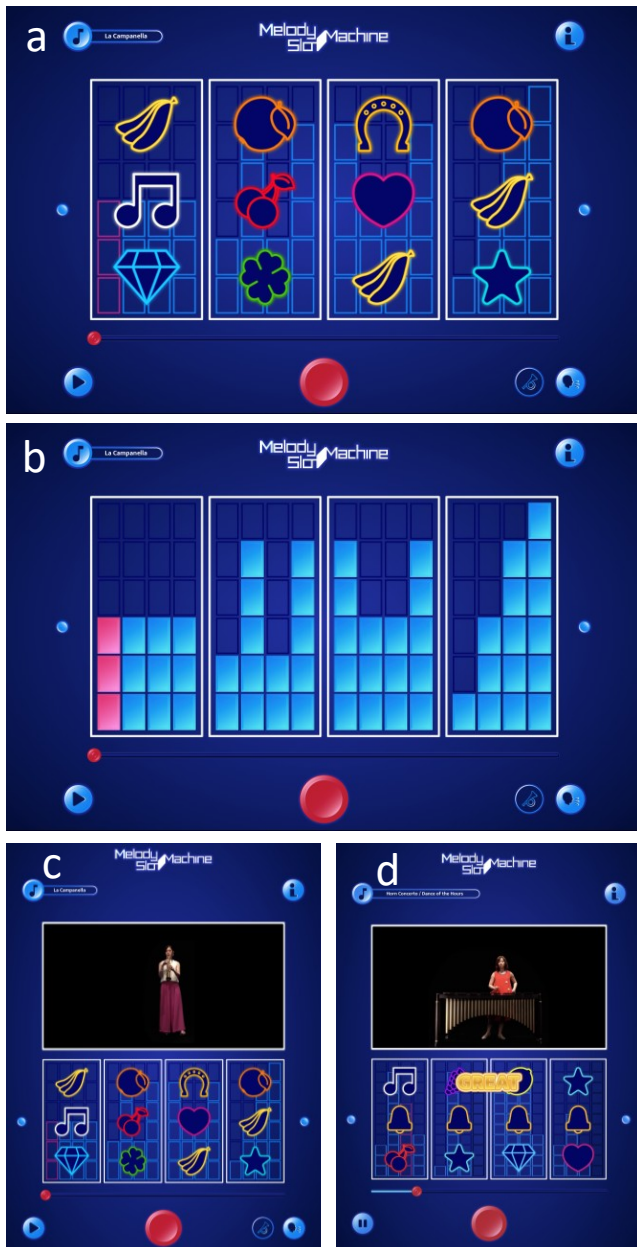 a
La Campanella
Melody
Slot Machine
b
La Campanella
Melody
Slot Machine
c
Melody
Slot Machine
La Campanella
d
Melody
Slot Machine
Horn Concerto / Dance of the Hours
GREAT